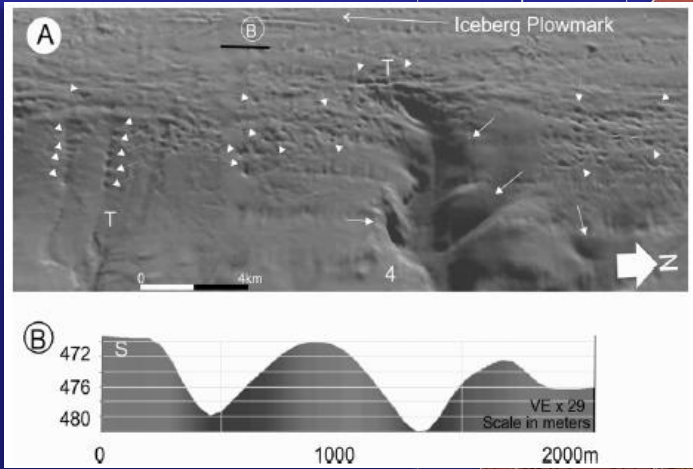 A
B
Iceberg Plowmark
T
T
0 4km
4
N
B
S
472
476
480
VE x 29
Scale in meters
0 1000 2000m